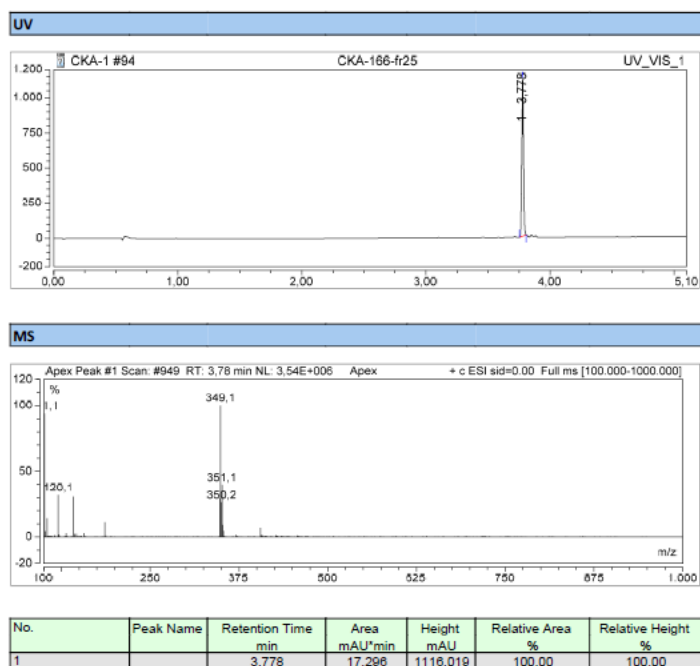 UV
CKA-1 #94 CKA-166-fr25 UV_VIS_1
1.200
1.000
750
500
250
0
-200
1 3,778
0,00 1,00 2,00 3,00 4,00 5,10
MS
Apex Peak #1 Scan: #949 RT: 3,78 min NL: 3,54E+006 Apex + c ESI sid=0.00 Full ms [100.000-1000.000]
120
%
100
50
0
-20
349,1
351,1
350,2
m/z
100 250 375 500 625 750 875 1.000
No. Peak Name Retention Time Area Height Relative Area Relative Height
min mAU*min mAU % %
1 3.778 17.296 1116.019 100.00 100.00